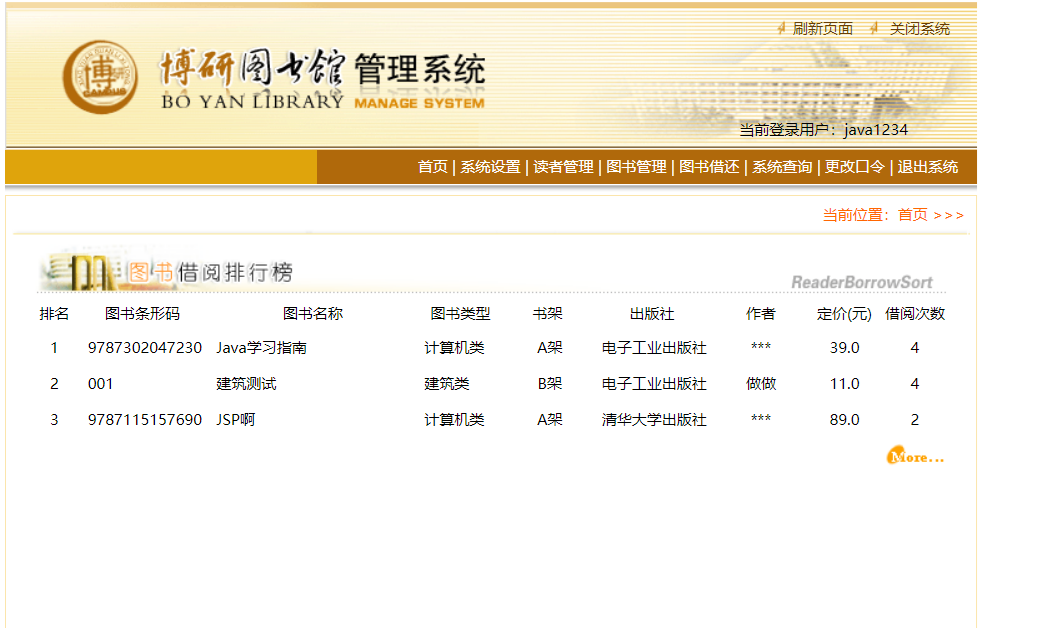 刷新页面 关闭系统
博研图书馆 管理系统
BO YAN LIBRARY MANAGE SYSTEM
当前登录用户：java1234
首页 | 系统设置 | 读者管理 | 图书管理 | 图书借还 | 系统查询 | 更改口令 | 退出系统
当前位置：首页 >>>
图书借阅排行榜
ReaderBorrowSort
排名 图书条形码 图书名称 图书类型 书架 出版社 作者 定价(元) 借阅次数
1 9787302047230 Java学习指南 计算机类 A架 电子工业出版社 *** 39.0 4
2 001 建筑测试 建筑类 B架 电子工业出版社 做做 11.0 4
3 9787115157690 JSP啊 计算机类 A架 清华大学出版社 *** 89.0 2
More...